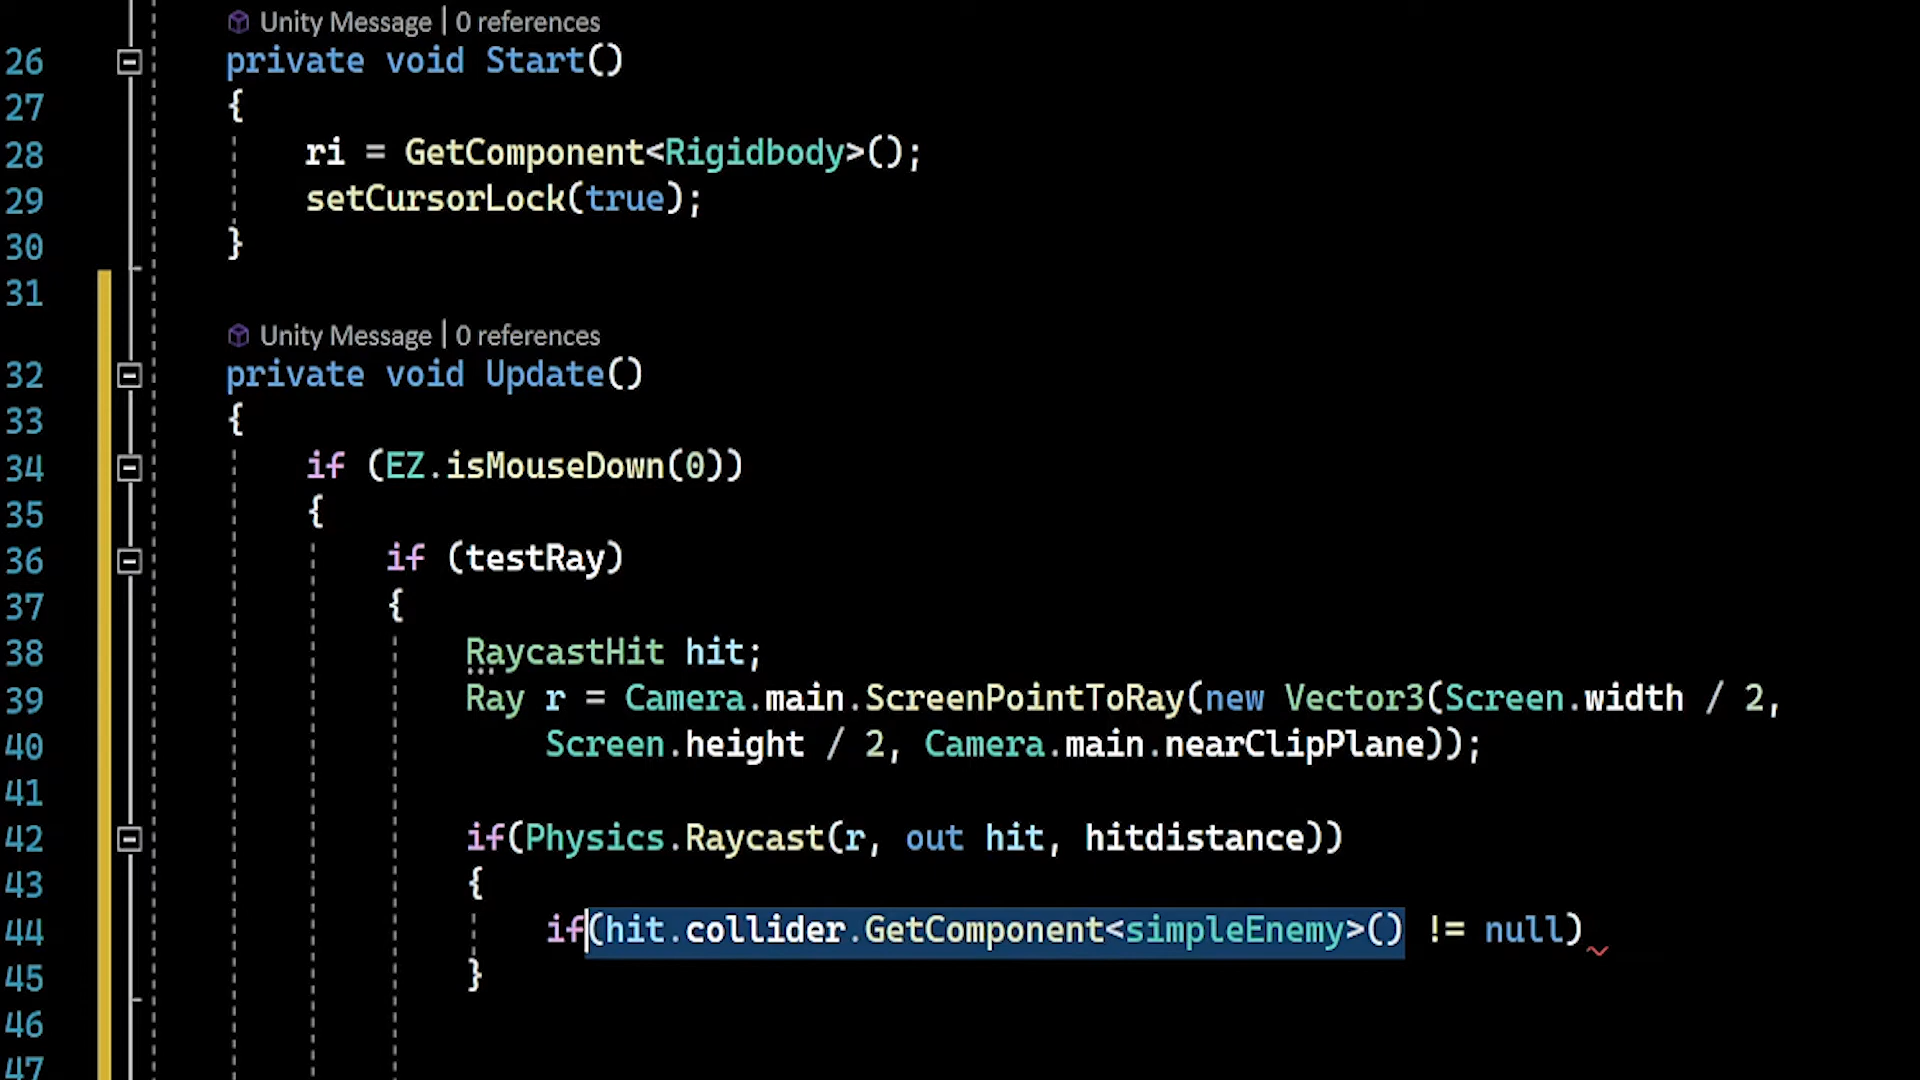 Unity Message | 0 references
26 private void Start()
27 {
28 ri = GetComponent<Rigidbody>();
29 setCursorLock(true);
30 }
31
Unity Message | 0 references
32 private void Update()
33 {
34 if (EZ.isMouseDown(0))
35 {
36 if (testRay)
37 {
38 RaycastHit hit;
39 Ray r = Camera.main.ScreenPointToRay(new Vector3(Screen.width / 2,
40 Screen.height / 2, Camera.main.nearClipPlane));
41
42 if(Physics.Raycast(r, out hit, hitdistance))
43 {
44 if(hit.collider.GetComponent<simpleEnemy>() != null)
45 }
46
47